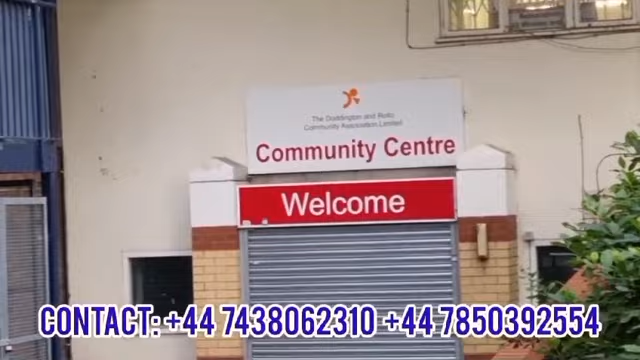 The Doddington and Rollo
Community Association Limited
Community Centre
Welcome
CONTACT: +44 7438062310 +44 7850392554